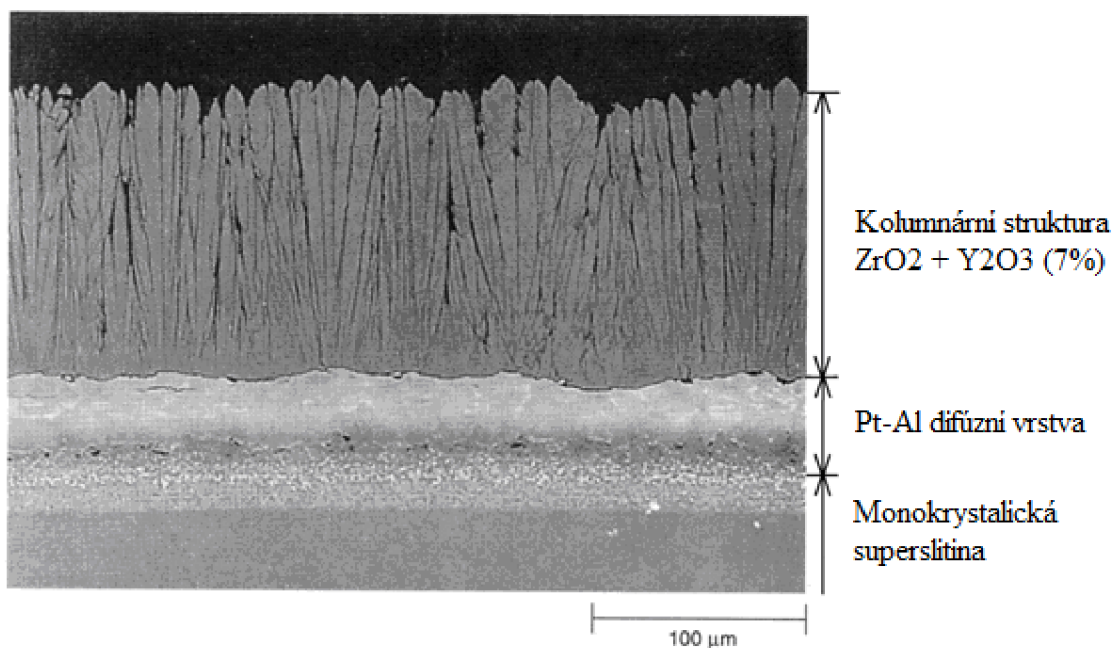 Kolumnární struktura
ZrO2 + Y2O3 (7%)
Pt-Al difúzní vrstva
Monokrystalická
superslitina
100 μm